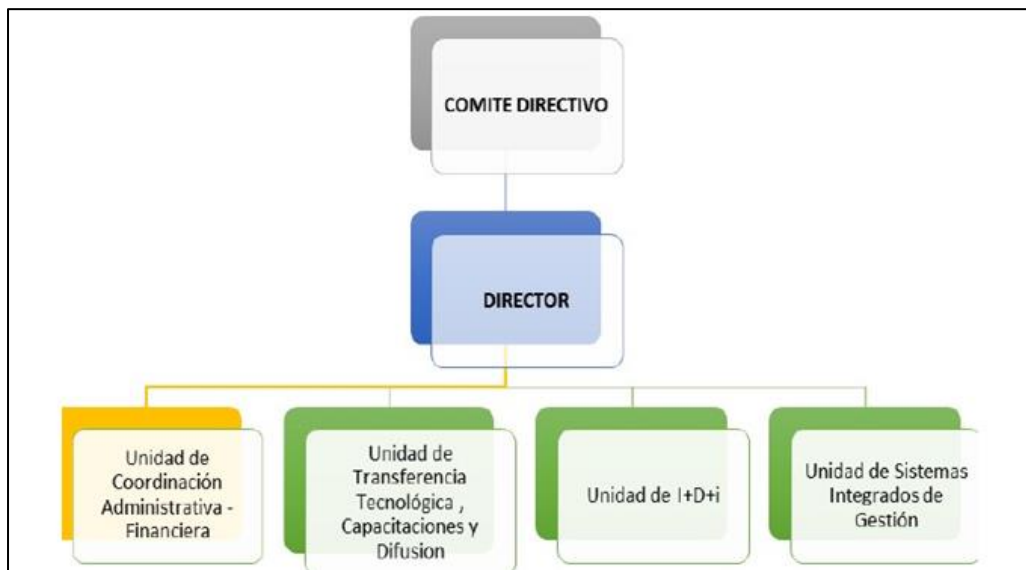 COMITE DIRECTIVO
DIRECTOR
Unidad de
Coordinación
Administrativa -
Financiera
Unidad de
Transferencia
Tecnológica ,
Capacitaciones y
Difusion
Unidad de I+D+i
Unidad de Sistemas
Integrados de
Gestión